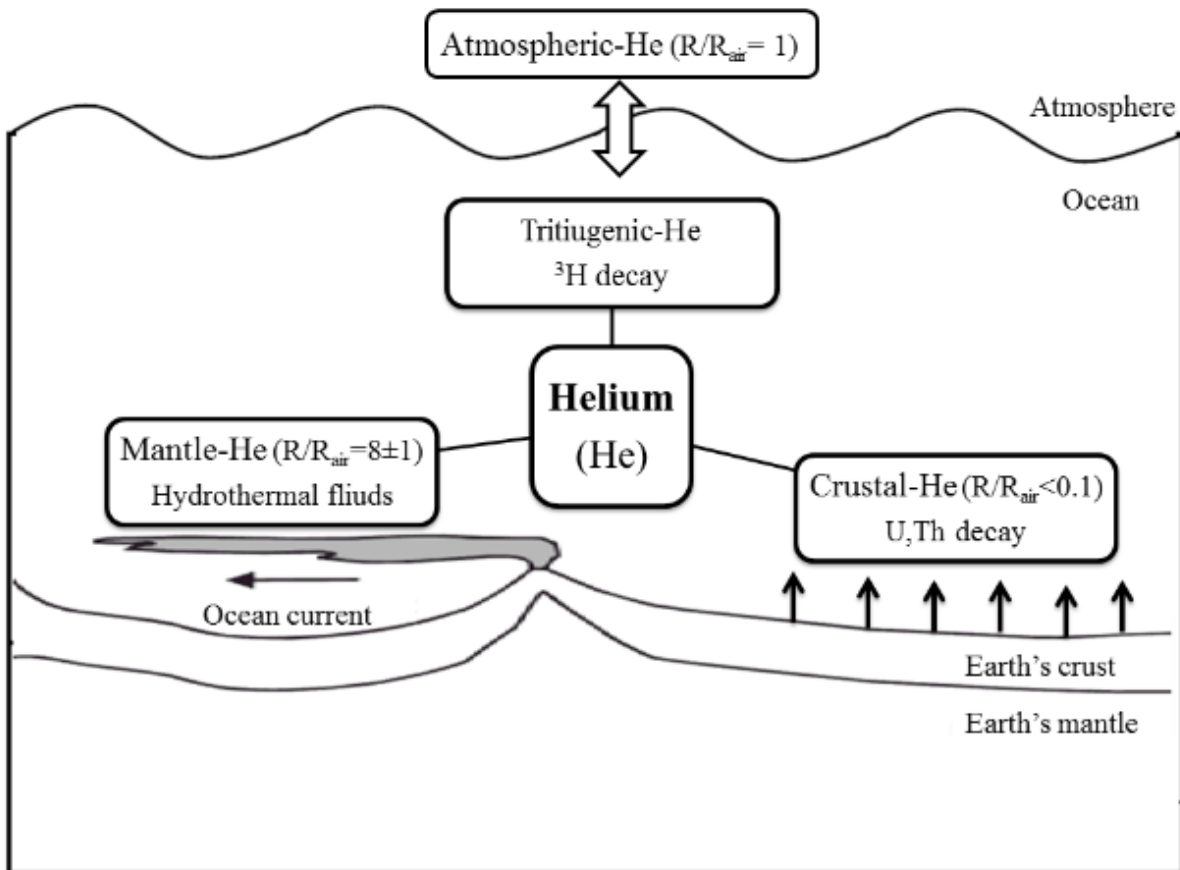 Atmospheric-He (R/Rair= 1)
Atmosphere
Ocean
Tritiugenic-He
³H decay
Helium
(He)
Mantle-He (R/Rair=8±1)
Hydrothermal fliuds
Crustal-He (R/Rair<0.1)
U,Th decay
Ocean current
Earth's crust
Earth's mantle